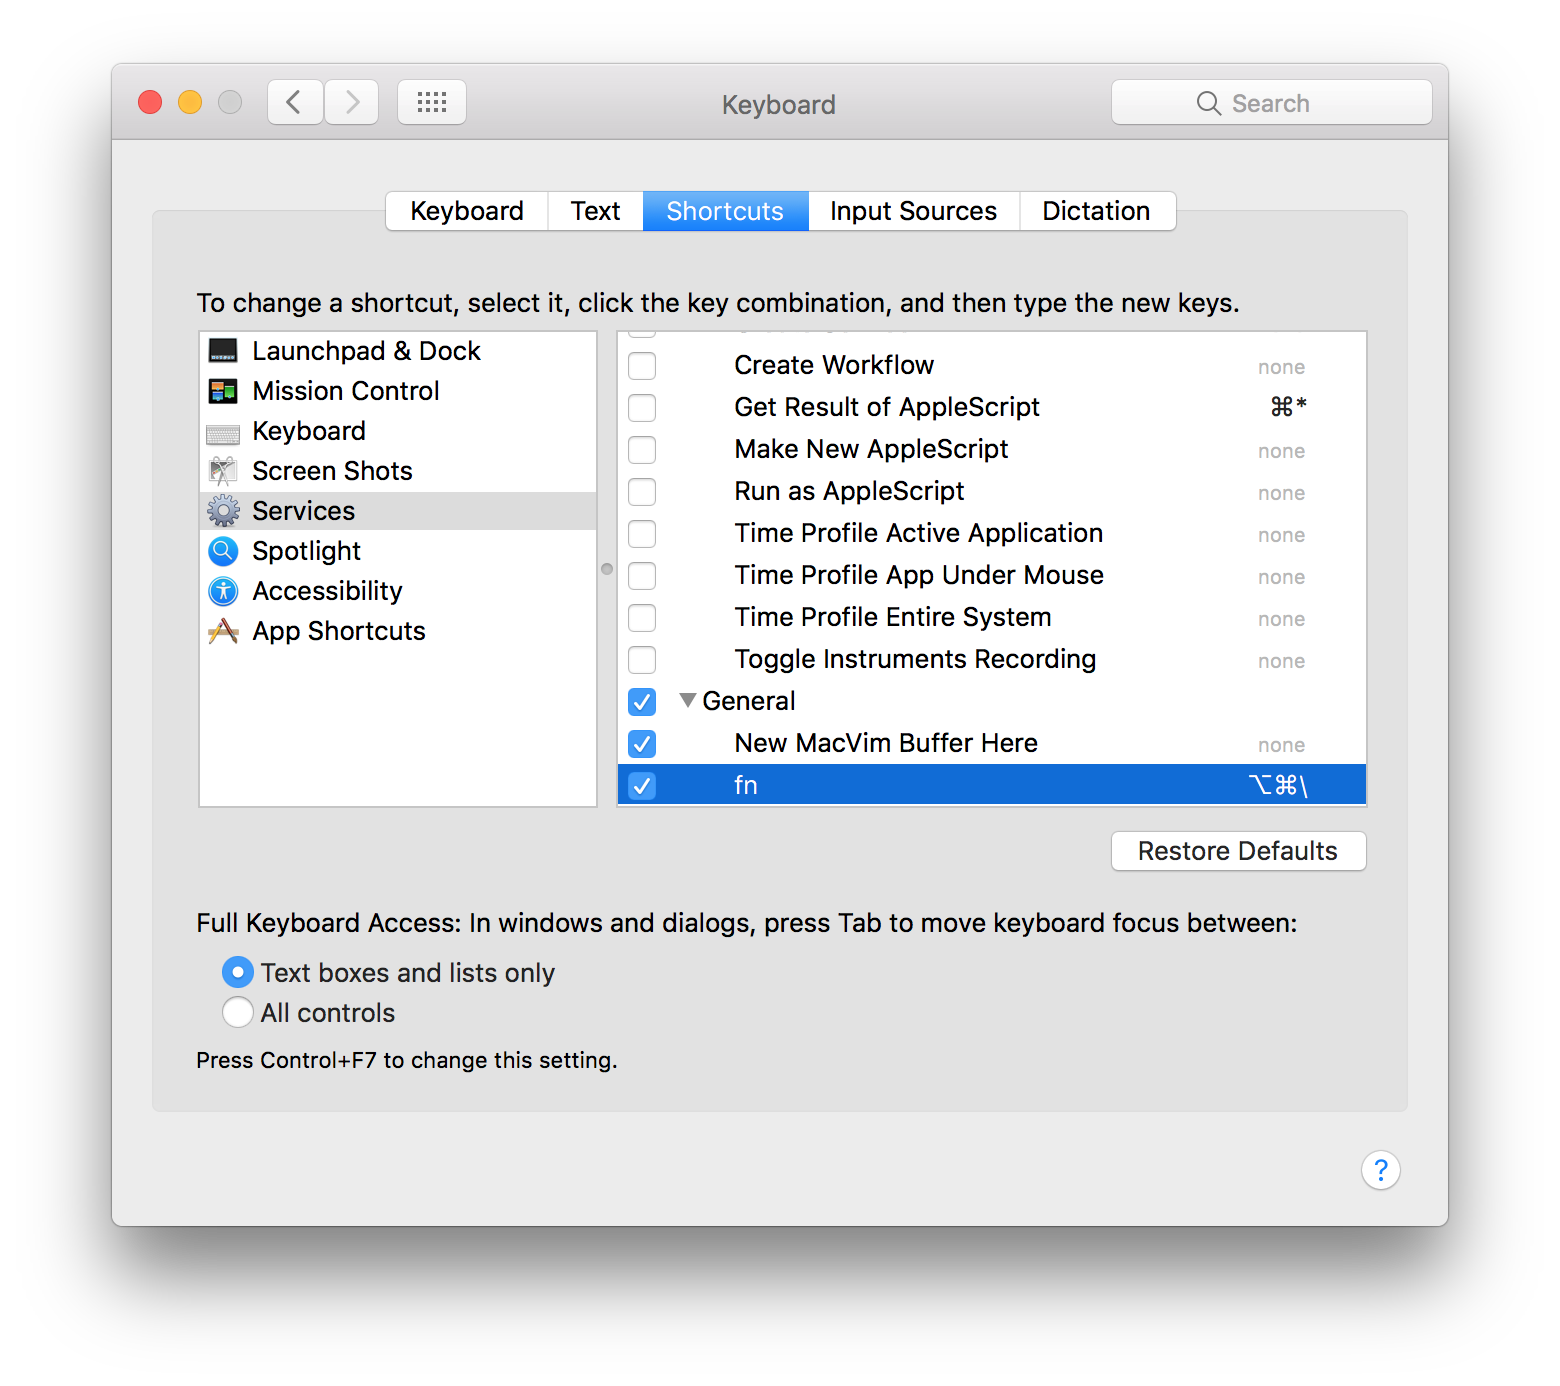 Keyboard
Search
Keyboard Text Shortcuts Input Sources Dictation
To change a shortcut, select it, click the key combination, and then type the new keys.
Launchpad & Dock
Mission Control
Keyboard
Screen Shots
Services
Spotlight
Accessibility
App Shortcuts
Create Workflow none
Get Result of AppleScript ⌘*
Make New AppleScript none
Run as AppleScript none
Time Profile Active Application none
Time Profile App Under Mouse none
Time Profile Entire System none
Toggle Instruments Recording none
General
New MacVim Buffer Here none
fn ⌥⌘\
Restore Defaults
Full Keyboard Access: In windows and dialogs, press Tab to move keyboard focus between:
Text boxes and lists only
All controls
Press Control+F7 to change this setting.
?